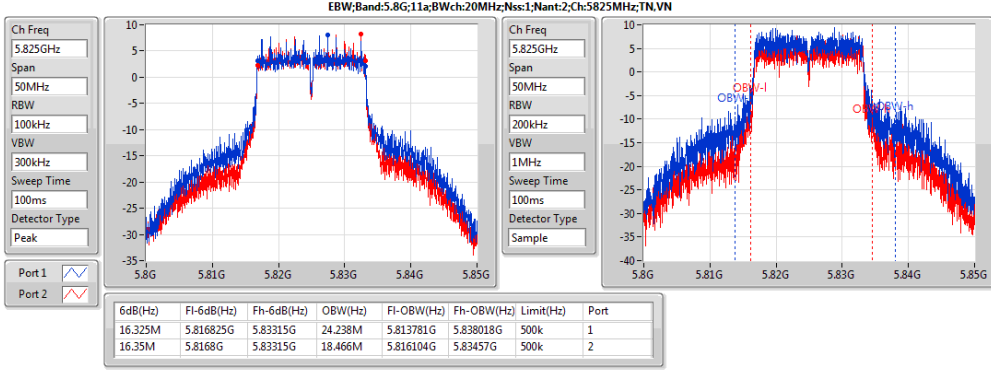 EBW;Band:5.8G;11a;BWch:20MHz;Nss:1;Nant:2;Ch:5825MHz;TN,VN
Ch Freq
5.825GHz
Span
50MHz
RBW
100kHz
VBW
300kHz
Sweep Time
100ms
Detector Type
Peak
Port 1
Port 2
10
5
0
-5
-10
-15
-20
-25
-30
-35
5.8G 5.81G 5.82G 5.83G 5.84G 5.85G
Ch Freq
5.825GHz
Span
50MHz
RBW
200kHz
VBW
1MHz
Sweep Time
100ms
Detector Type
Sample
10
5
0
-5
-10
-15
-20
-25
-30
-35
-40
OBW-l
OBW-h
5.8G 5.81G 5.82G 5.83G 5.84G 5.85G
6dB(Hz) Fl-6dB(Hz) Fh-6dB(Hz) OBW(Hz) Fl-OBW(Hz) Fh-OBW(Hz) Limit(Hz) Port
16.325M 5.816825G 5.83315G 24.238M 5.813781G 5.838018G 500k 1
16.35M 5.8168G 5.83315G 18.466M 5.816104G 5.83457G 500k 2